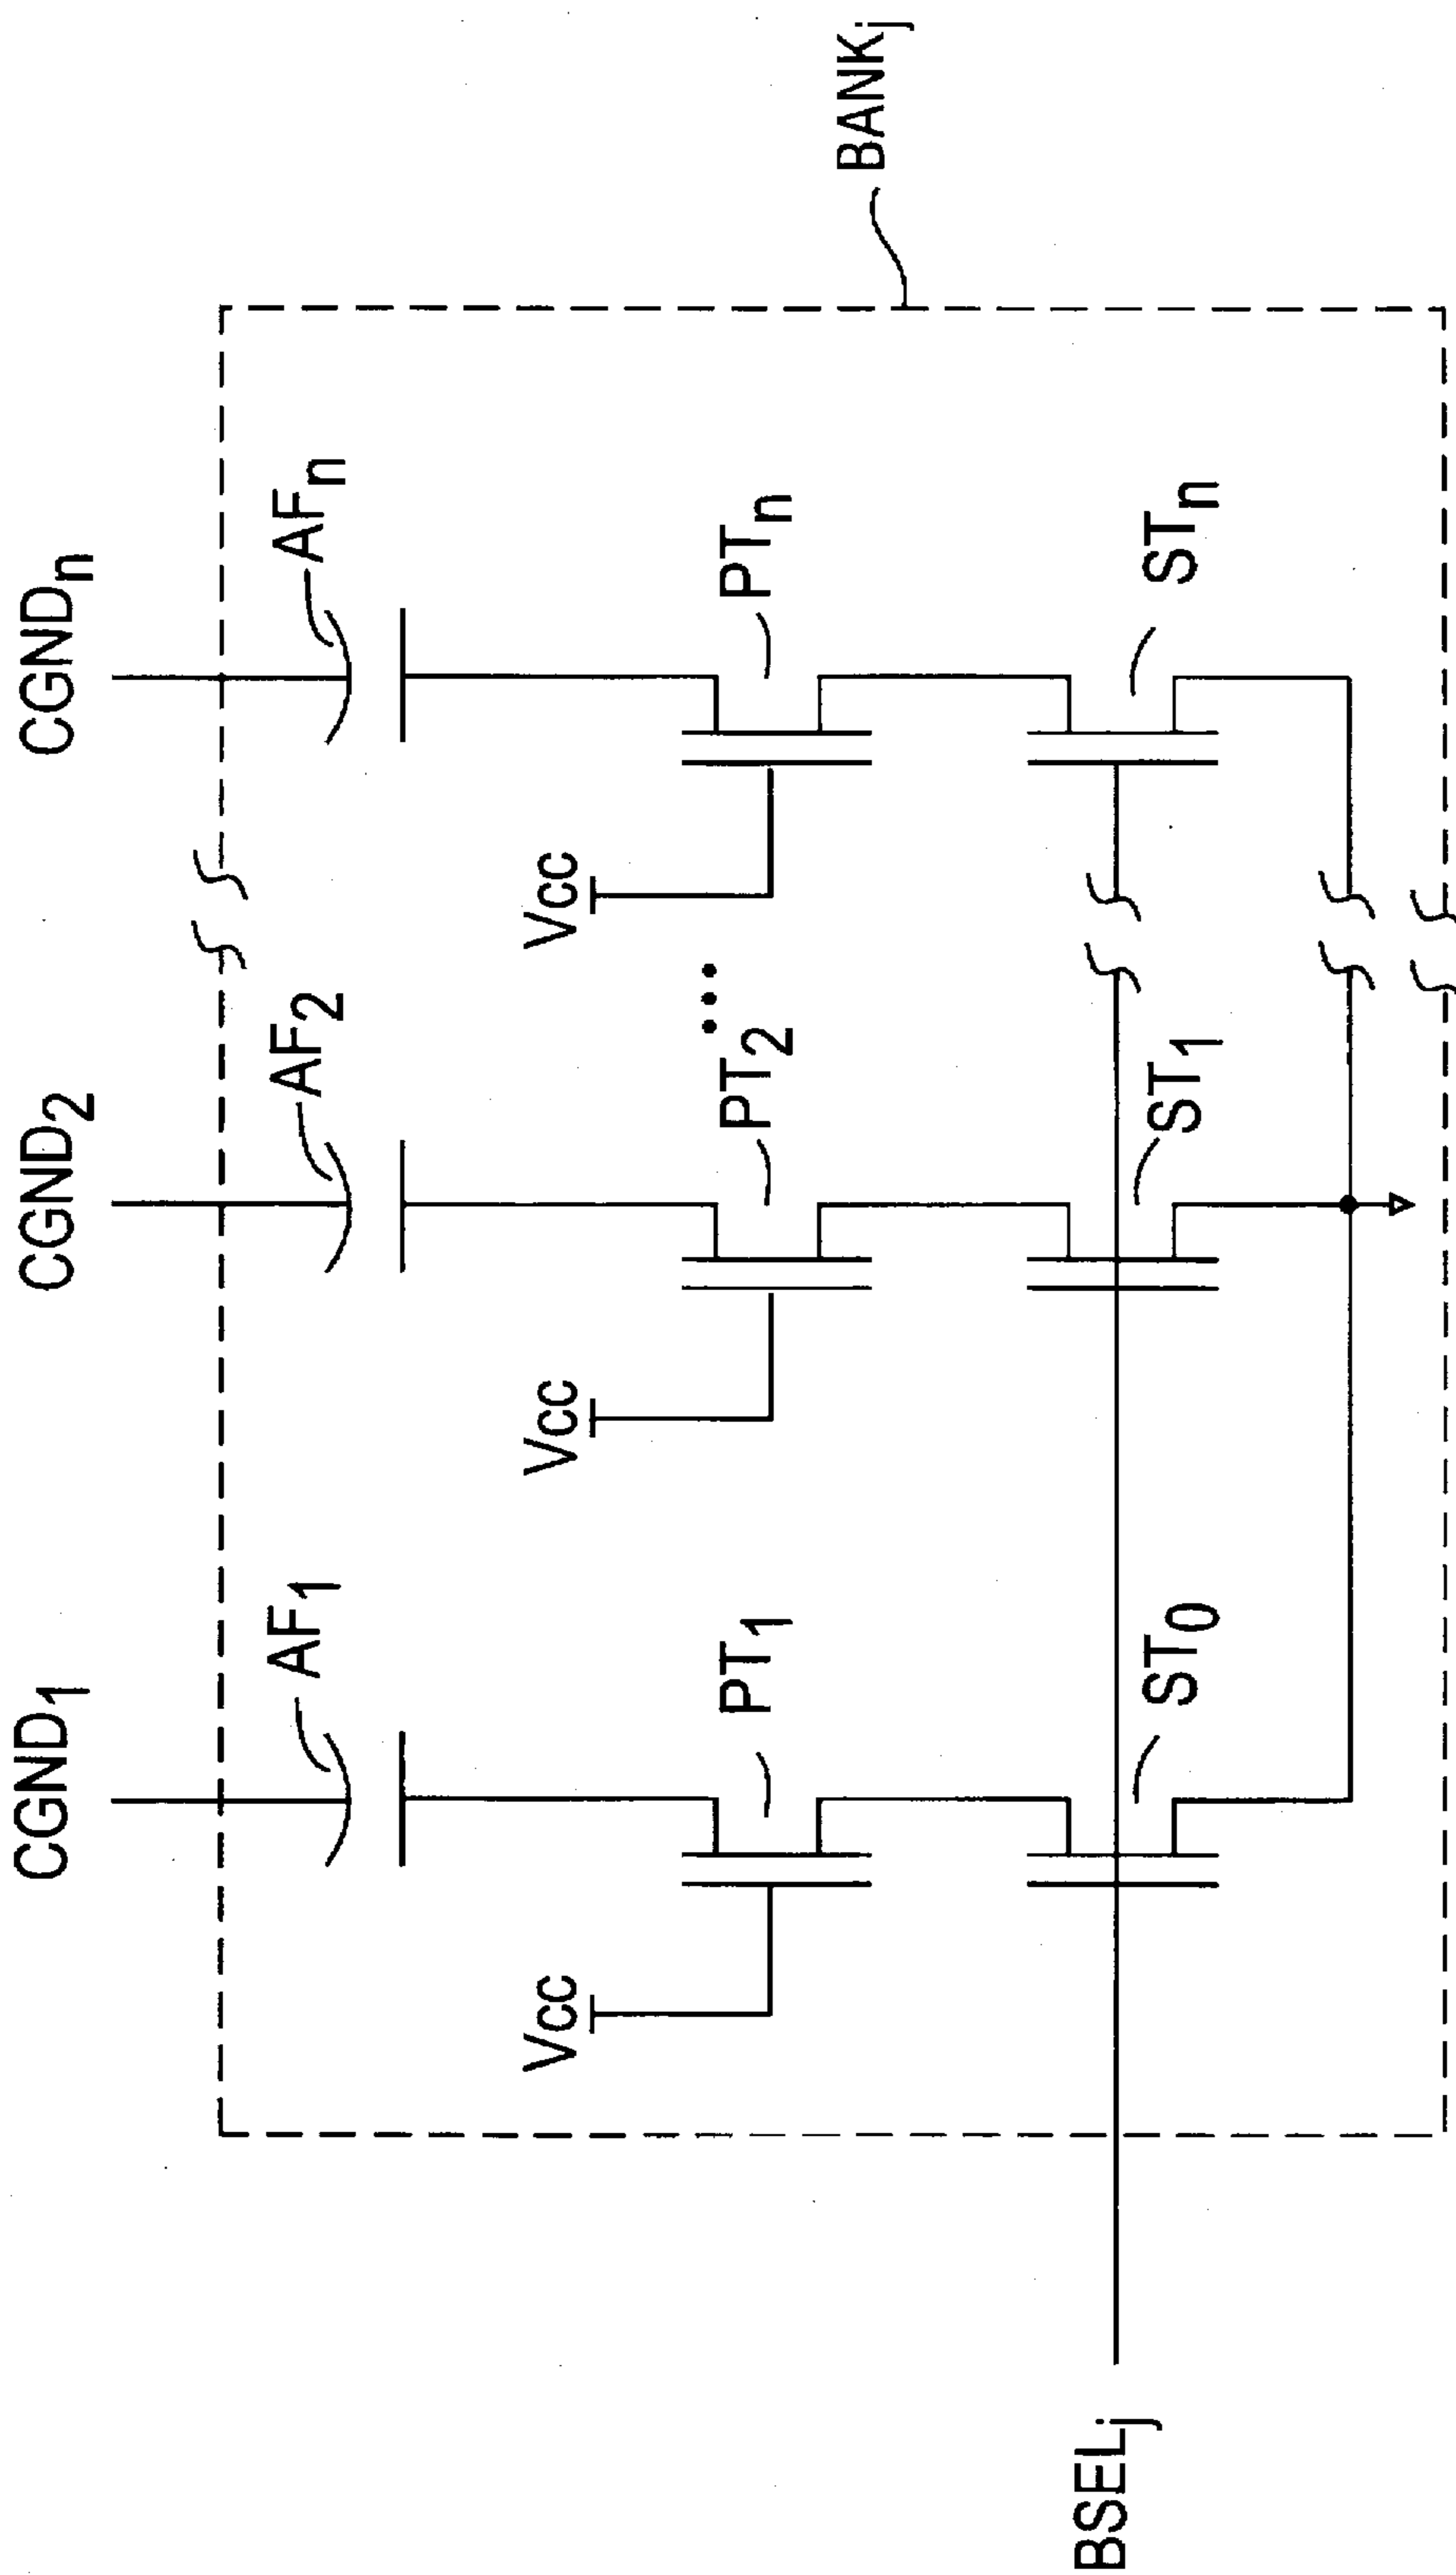 CGND1 CGND2 CGNDn
AF1 AF2 AFn
Vcc Vcc Vcc
PT1 PT2 ... PTn
BANKj
BSELj
ST0 ST1 STn